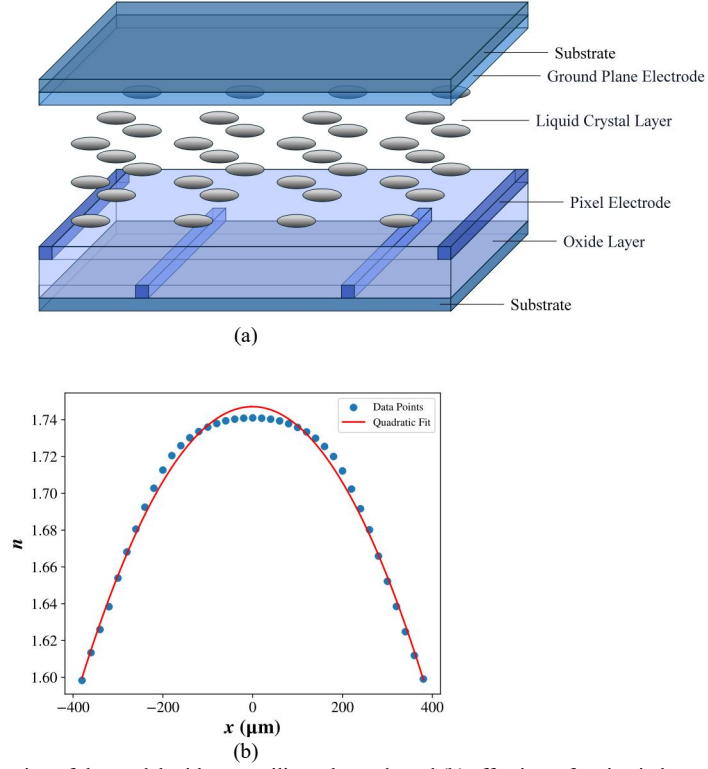 Substrate
Ground Plane Electrode
Liquid Crystal Layer
Pixel Electrode
Oxide Layer
Substrate
(a)
Data Points
Quadratic Fit
1.74
1.72
1.70
1.68
1.66
1.64
1.62
1.60
n
−400 −200 0 200 400
x (μm)
(b)